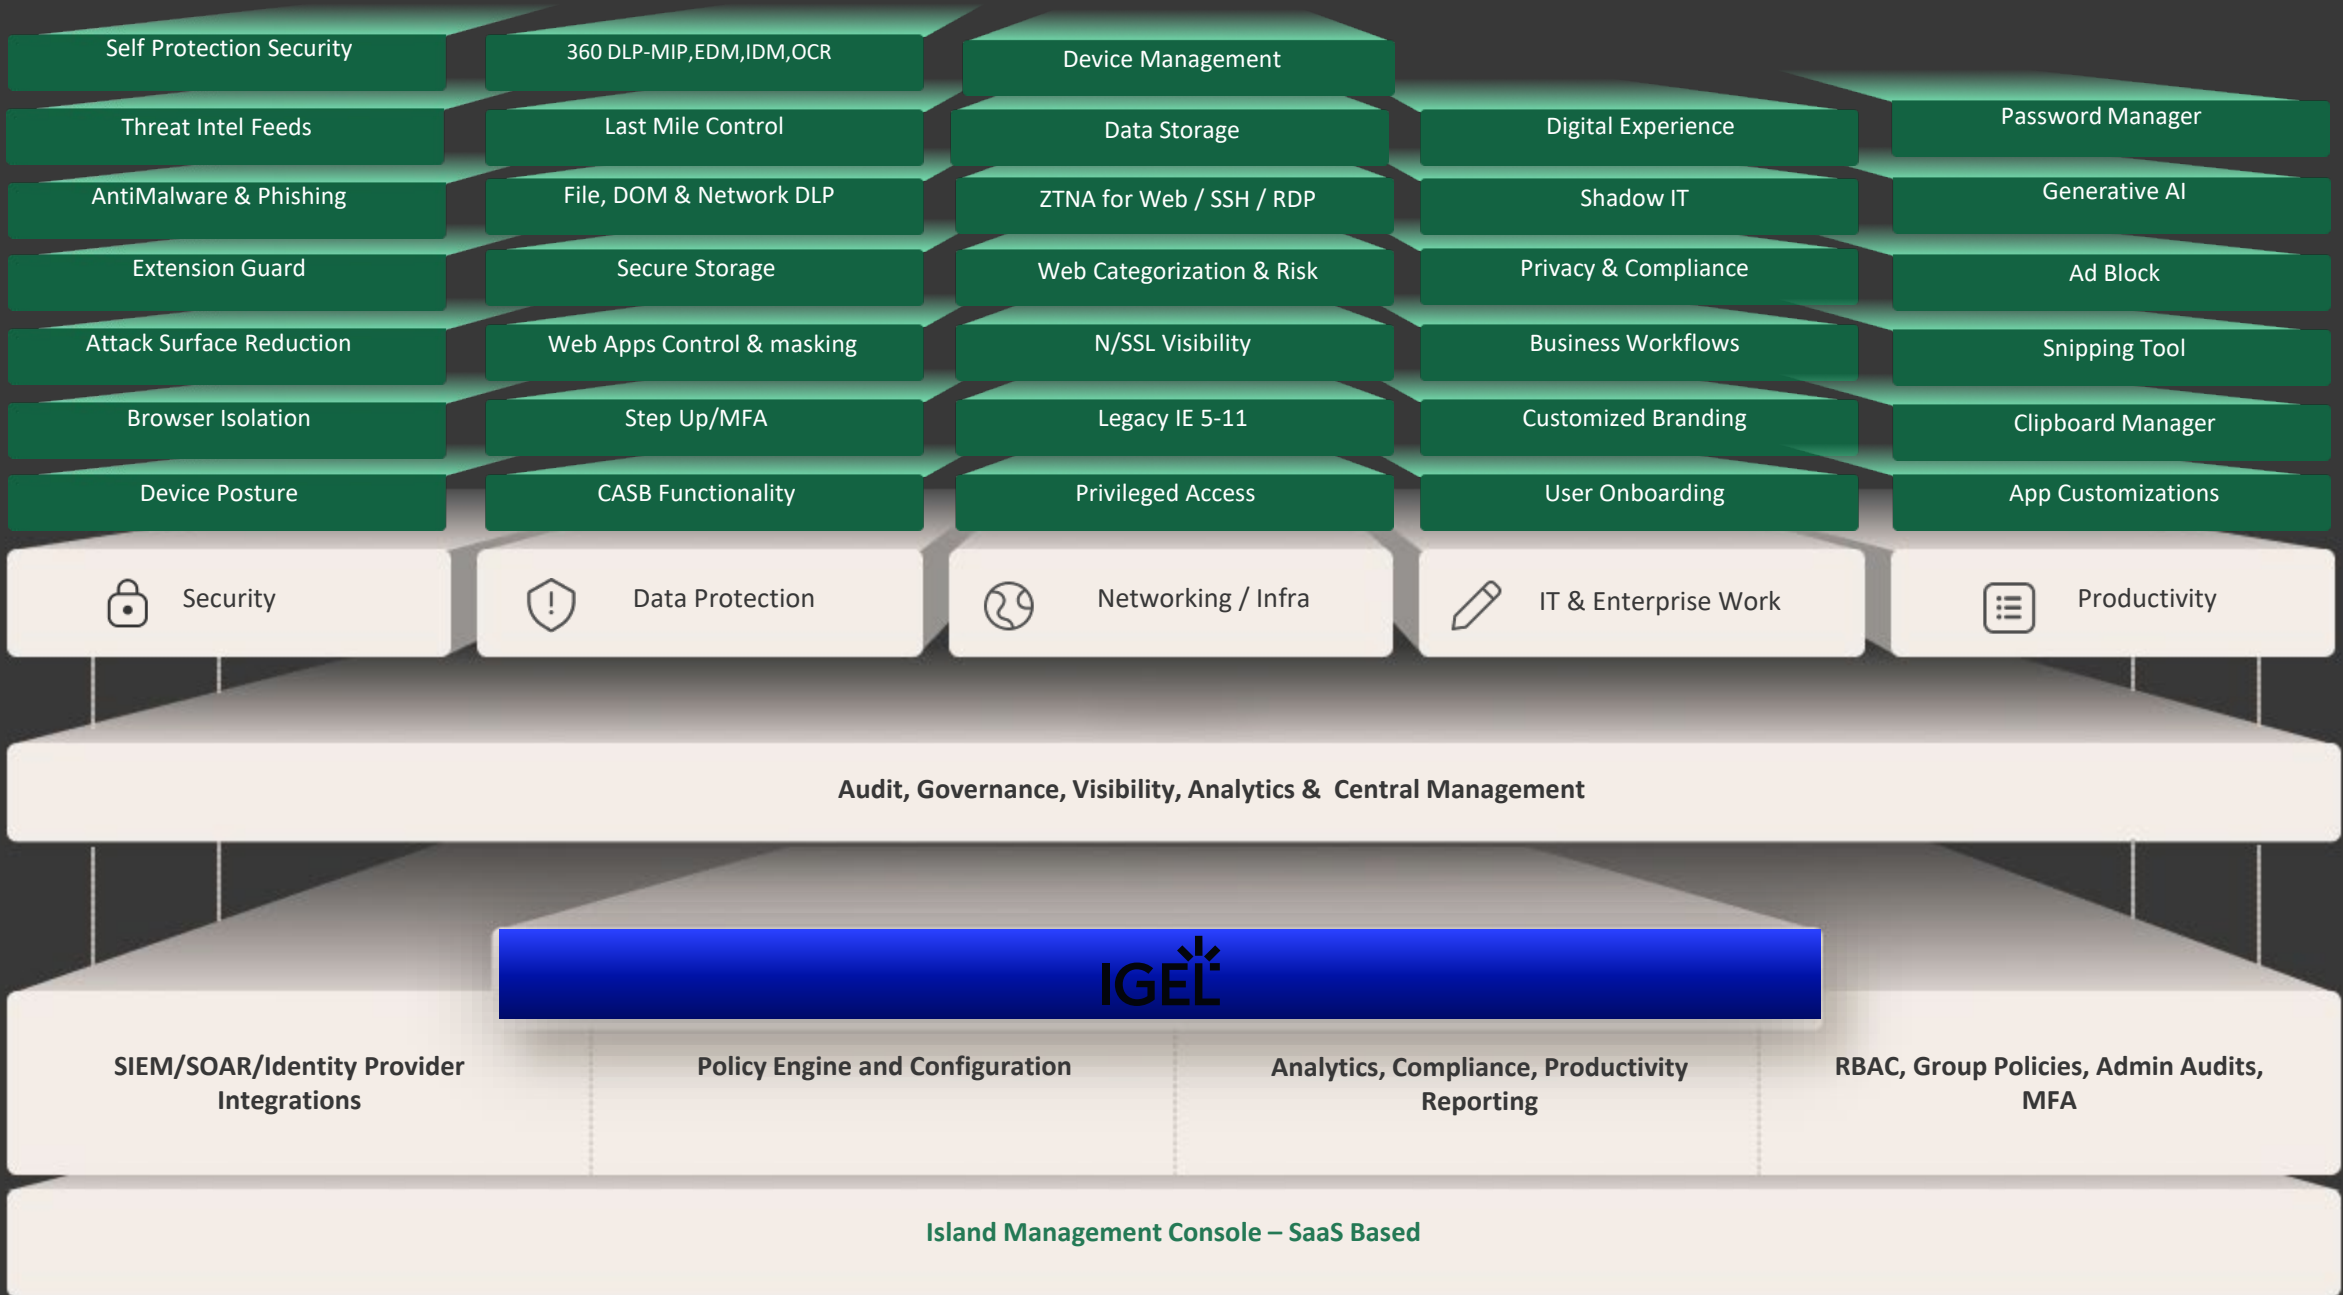 Self Protection Security
360 DLP-MIP,EDM,IDM,OCR
Device Management
Threat Intel Feeds
Last Mile Control
Data Storage
Digital Experience
Password Manager
AntiMalware & Phishing
File, DOM & Network DLP
ZTNA for Web / SSH / RDP
Shadow IT
Generative AI
Extension Guard
Secure Storage
Web Categorization & Risk
Privacy & Compliance
Ad Block
Attack Surface Reduction
Web Apps Control & masking
N/SSL Visibility
Business Workflows
Snipping Tool
Browser Isolation
Step Up/MFA
Legacy IE 5-11
Customized Branding
Clipboard Manager
Device Posture
CASB Functionality
Privileged Access
User Onboarding
App Customizations
Security
Data Protection
Networking / Infra
IT & Enterprise Work
Productivity
Audit, Governance, Visibility, Analytics &  Central Management
IGEL
SIEM/SOAR/Identity Provider
Integrations
Policy Engine and Configuration
Analytics, Compliance, Productivity
Reporting
RBAC, Group Policies, Admin Audits,
MFA
Island Management Console – SaaS Based